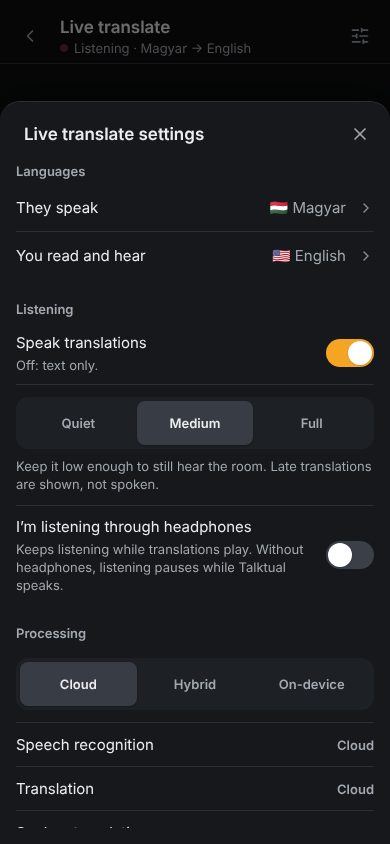 Live translate
Listening · Magyar → English
Live translate settings
Languages
They speak
Magyar
You read and hear
English
Listening
Speak translations
Off: text only.
Quiet
Medium
Full
Keep it low enough to still hear the room. Late translations
are shown, not spoken.
I’m listening through headphones
Keeps listening while translations play. Without
headphones, listening pauses while Talktual
speaks.
Processing
Cloud
Hybrid
On-device
Speech recognition
Cloud
Translation
Cloud